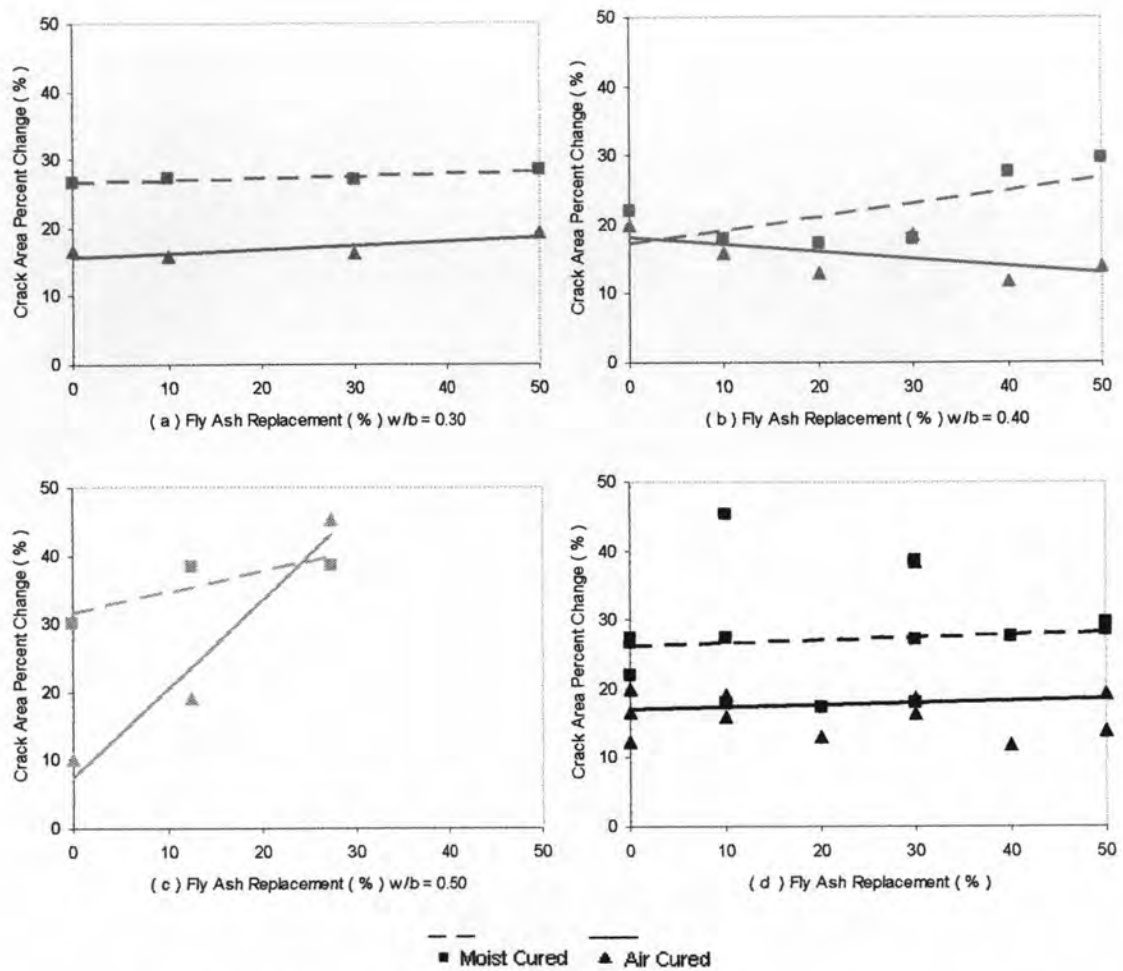 50
40
30
20
10
0
Crack Area Percent Change ( % )
0 10 20 30 40 50
( a ) Fly Ash Replacement ( % ) w/b = 0.30
50
40
30
20
10
0
Crack Area Percent Change ( % )
0 10 20 30 40 50
( b ) Fly Ash Replacement ( % ) w/b = 0.40
50
40
30
20
10
0
Crack Area Percent Change ( % )
0 10 20 30 40 50
( c ) Fly Ash Replacement ( % ) w/b = 0.50
50
40
30
20
10
0
Crack Area Percent Change ( % )
0 10 20 30 40 50
( d ) Fly Ash Replacement ( % )
Moist Cured Air Cured